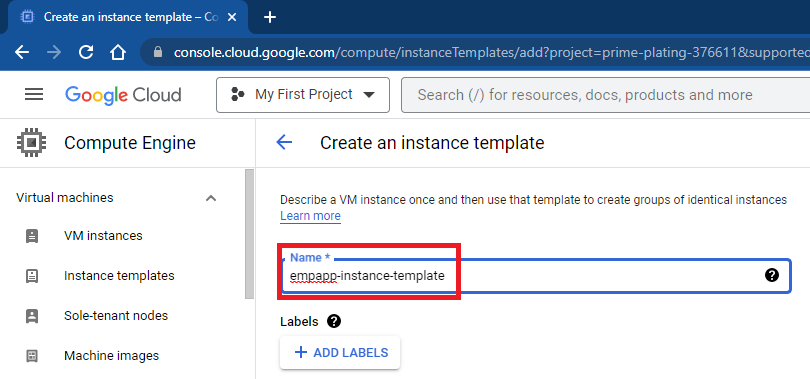 Create an instance template – Co
console.cloud.google.com/compute/instanceTemplates/add?project=prime-plating-376611&supported
Google Cloud
My First Project
Search (/) for resources, docs, products and more
Compute Engine
Create an instance template
Virtual machines
VM instances
Instance templates
Sole-tenant nodes
Machine images
Describe a VM instance once and then use that template to create groups of identical instances
Learn more
Name *
empapp-instance-template
Labels
+ ADD LABELS